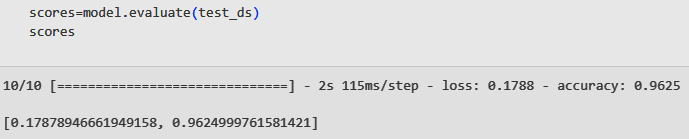 scores=model.evaluate(test_ds)
scores
10/10 [==============================] - 2s 115ms/step - loss: 0.1788 - accuracy: 0.9625
[0.17878946661949158, 0.9624999761581421]